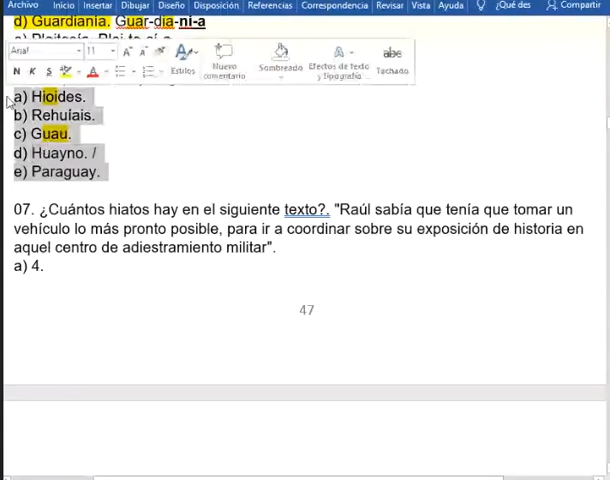 Archivo Inicio Insertar Dibujar Diseño Disposición Referencias Correspondencia Revisar Vista Ayuda ¿Qué des Compartir
d) Guardianía. Guar-dia-ni-a
Arial 11 A A A abc
N K S ab A Estilos Nuevo comentario Sombreado Efectos de texto y tipografía ... Tachado
a) Hioides.
b) Rehuíais.
c) Guau.
d) Huayno. /
e) Paraguay.
07. ¿Cuántos hiatos hay en el siguiente texto?. "Raúl sabía que tenía que tomar un
vehículo lo más pronto posible, para ir a coordinar sobre su exposición de historia en
aquel centro de adiestramiento militar".
a) 4.
47